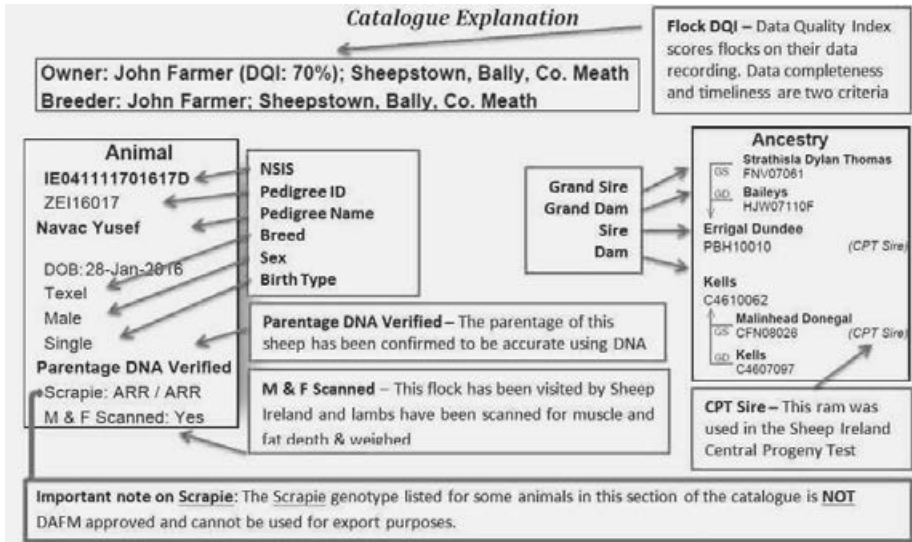 Catalogue Explanation
Flock DQI – Data Quality Index
scores flocks on their data
recording. Data completeness
and timeliness are two criteria
Owner: John Farmer (DQI: 70%); Sheepstown, Bally, Co. Meath
Breeder: John Farmer; Sheepstown, Bally, Co. Meath
Animal
IE041111701617D
ZEI16017
Navac Yusef
DOB: 28-Jan-2016
Texel
Male
Single
Parentage DNA Verified
Scrapie: ARR / ARR
M & F Scanned: Yes
NSIS
Pedigree ID
Pedigree Name
Breed
Sex
Birth Type
Parentage DNA Verified – The parentage of this
sheep has been confirmed to be accurate using DNA
M & F Scanned – This flock has been visited by Sheep
Ireland and lambs have been scanned for muscle and
fat depth & weighed
Grand Sire
Grand Dam
Sire
Dam
Ancestry
Strathisla Dylan Thomas
GS FNV07061
Baileys
GD HJW07110F
Errigal Dundee
PBH10010 (CPT Sire)
Kells
C4610062
Malinhead Donegal
GS CFN08026 (CPT Sire)
Kells
GD C4607097
CPT Sire – This ram was
used in the Sheep Ireland
Central Progeny Test
Important note on Scrapie: The Scrapie genotype listed for some animals in this section of the catalogue is NOT
DAFM approved and cannot be used for export purposes.